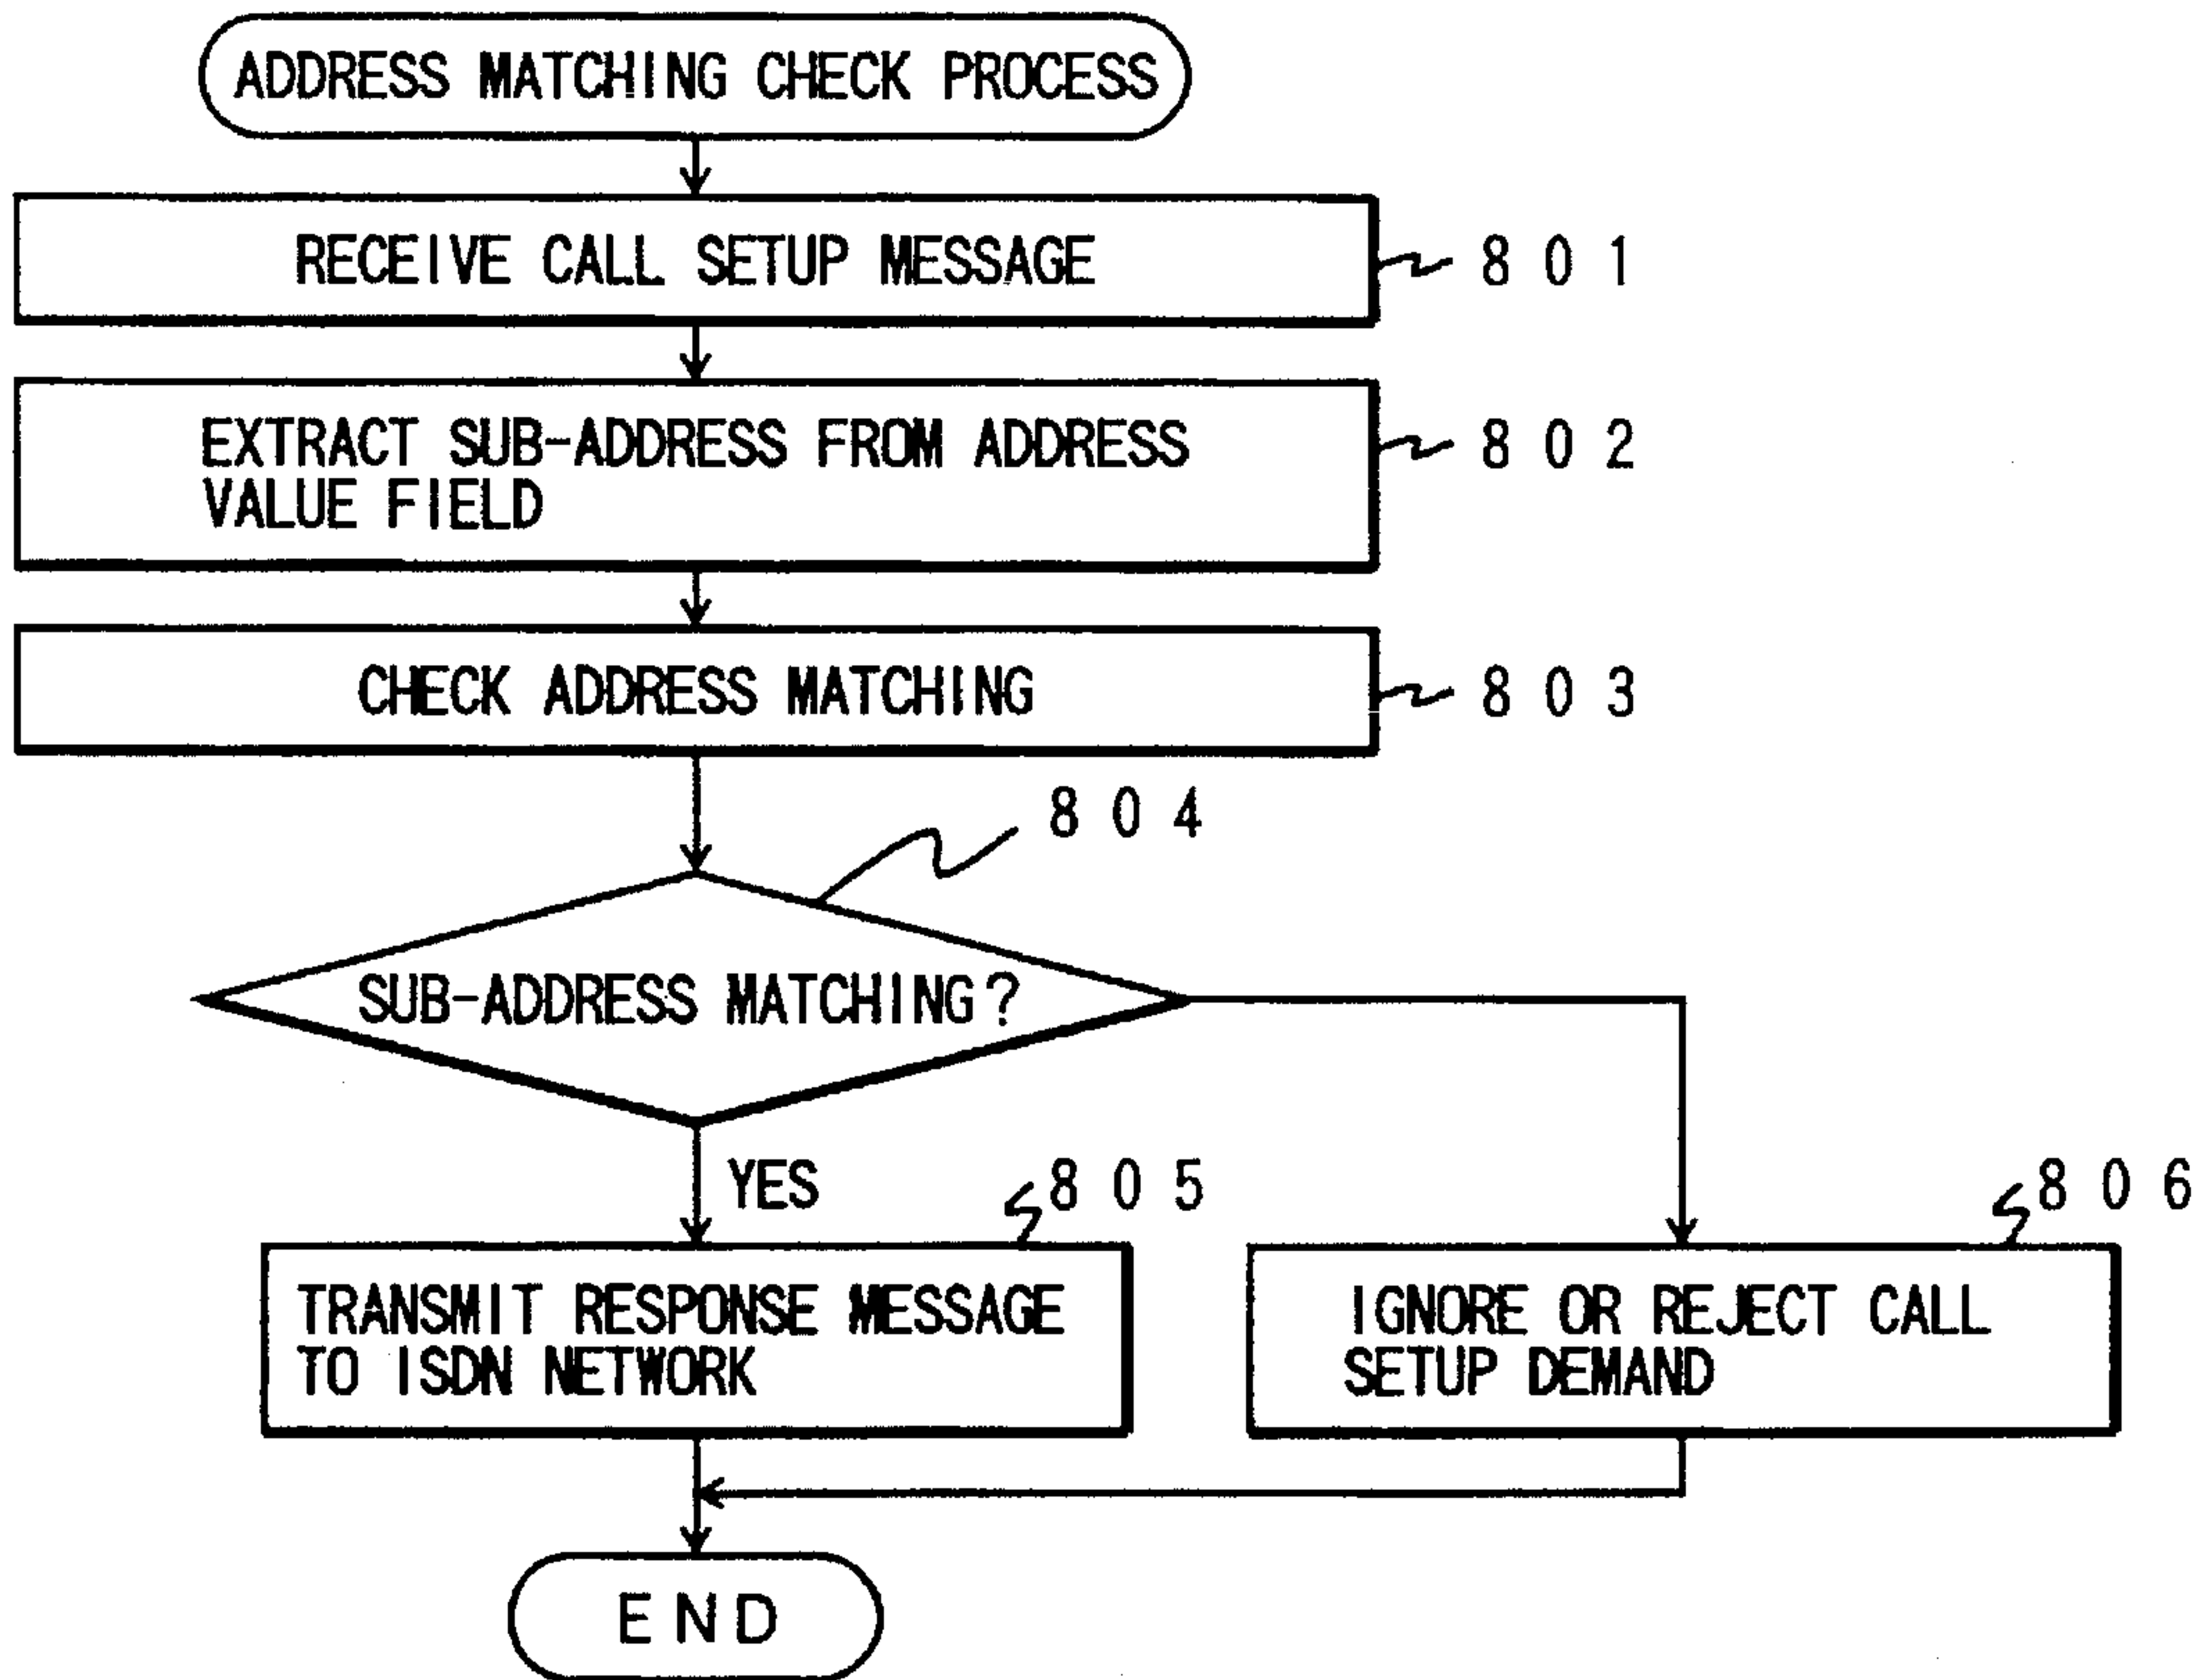 ADDRESS MATCHING CHECK PROCESS
RECEIVE CALL SETUP MESSAGE
801
EXTRACT SUB-ADDRESS FROM ADDRESS
VALUE FIELD
802
CHECK ADDRESS MATCHING
803
804
SUB-ADDRESS MATCHING?
YES
805
806
TRANSMIT RESPONSE MESSAGE
TO ISDN NETWORK
IGNORE OR REJECT CALL
SETUP DEMAND
END